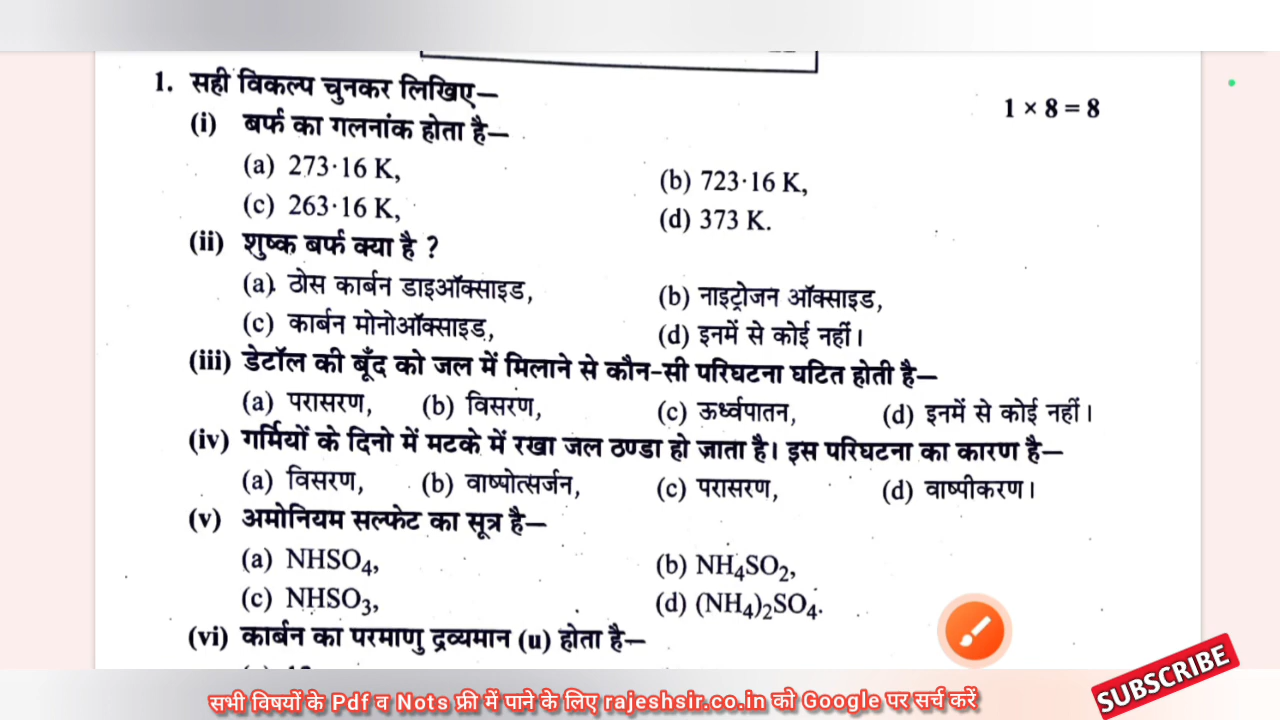 1. सही विकल्प चुनकर लिखिए—
1 × 8 = 8
(i) बर्फ का गलनांक होता है—
(a) 273·16 K, (b) 723·16 K,
(c) 263·16 K, (d) 373 K.
(ii) शुष्क बर्फ क्या है ?
(a) ठोस कार्बन डाइऑक्साइड, (b) नाइट्रोजन ऑक्साइड,
(c) कार्बन मोनोऑक्साइड, (d) इनमें से कोई नहीं।
(iii) डेटॉल की बूँद को जल में मिलाने से कौन-सी परिघटना घटित होती है—
(a) परासरण, (b) विसरण, (c) ऊर्ध्वपातन, (d) इनमें से कोई नहीं।
(iv) गर्मियों के दिनो में मटके में रखा जल ठण्डा हो जाता है। इस परिघटना का कारण है—
(a) विसरण, (b) वाष्पोत्सर्जन, (c) परासरण, (d) वाष्पीकरण।
(v) अमोनियम सल्फेट का सूत्र है—
(a) NHSO₄, (b) NH₄SO₂,
(c) NHSO₃, (d) (NH₄)₂SO₄.
(vi) कार्बन का परमाणु द्रव्यमान (u) होता है—
सभी विषयों के Pdf व Nots फ्री में पाने के लिए rajeshsir.co.in को Google पर सर्च करें
SUBSCRIBE